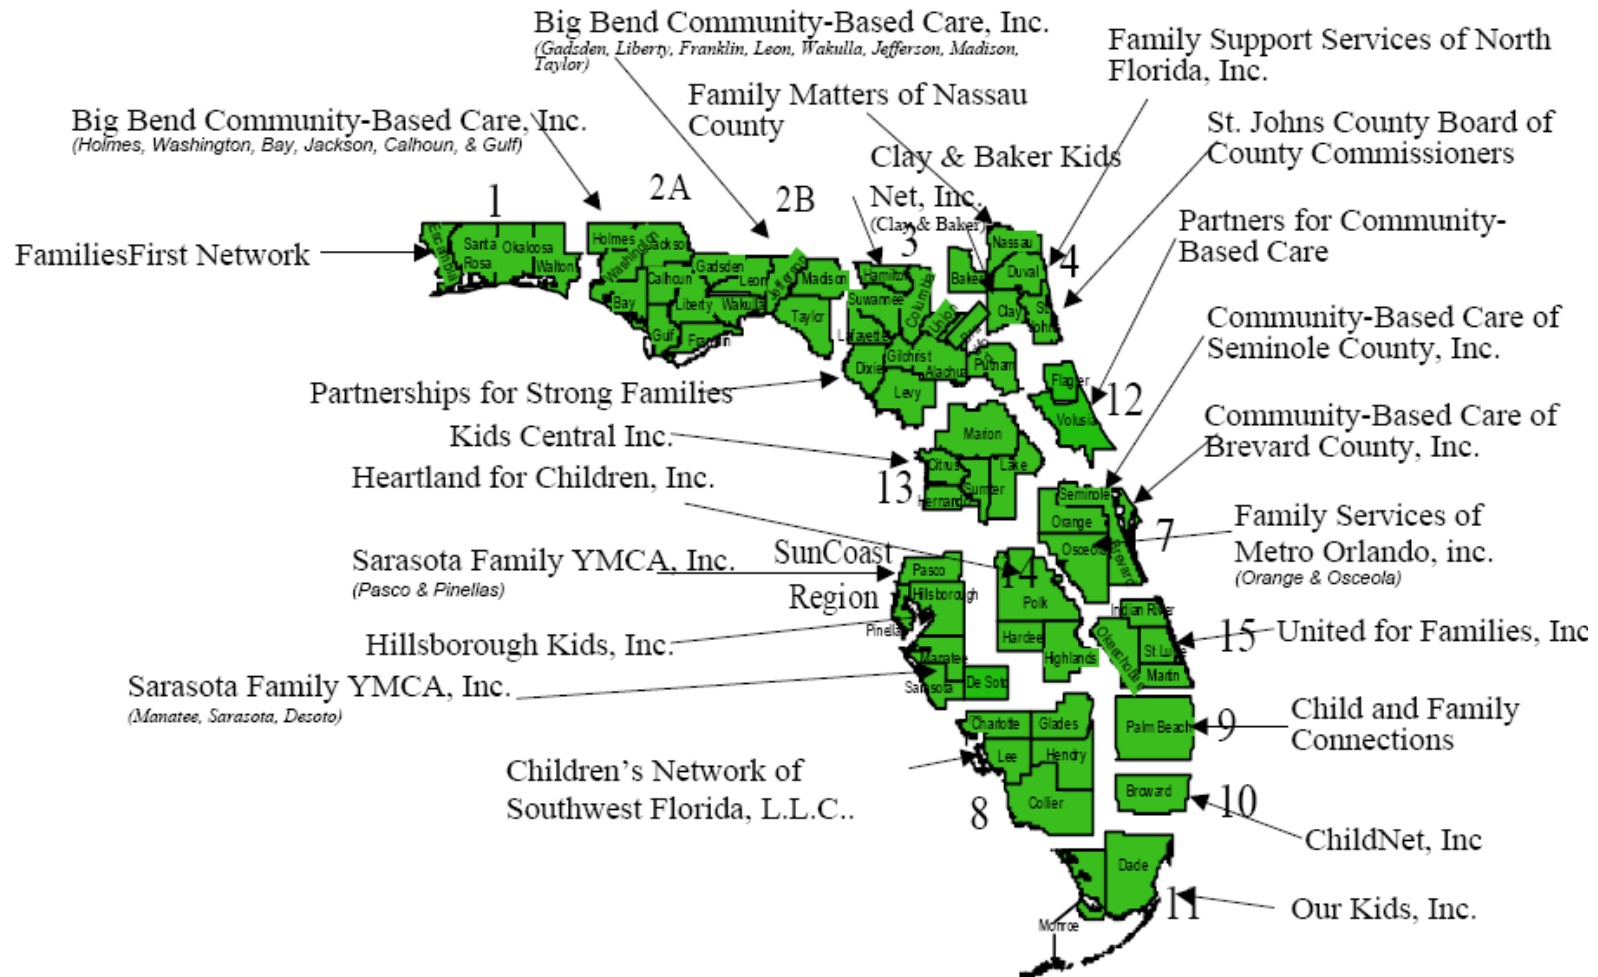 Big Bend Community-Based Care, Inc.
(Gadsden, Liberty, Franklin, Leon, Wakulla, Jefferson, Madison,
Taylor)
Family Support Services of North
Florida, Inc.
Family Matters of Nassau
County
Big Bend Community-Based Care, Inc.
(Holmes, Washington, Bay, Jackson, Calhoun, & Gulf)
St. Johns County Board of
County Commissioners
Clay & Baker Kids
Net, Inc.
(Clay & Baker)
1
2A
2B
3
4
Partners for Community-
Based Care
FamiliesFirst Network
Escambia
Santa
Rosa
Okaloosa
Walton
Holmes
Washington
Jackson
Calhoun
Bay
Gulf
Gadsden
Leon
Liberty
Wakulla
Franklin
Jefferson
Madison
Taylor
Hamilton
Suwannee
Columbia
Lafayette
Union
Gilchrist
Dixie
Alachua
Levy
Putnam
Nassau
Baker
Duval
Clay
St.
Johns
Community-Based Care of
Seminole County, Inc.
Partnerships for Strong Families
Flagler
Volusia
12
Community-Based Care of
Brevard County, Inc.
Kids Central Inc.
Marion
Citrus
Lake
Sumter
Hernando
13
Heartland for Children, Inc.
Seminole
Orange
Osceola
Brevard
7
Family Services of
Metro Orlando, inc.
(Orange & Osceola)
Sarasota Family YMCA, Inc.
(Pasco & Pinellas)
SunCoast
Region
Pasco
Hillsborough
Pinellas
Manatee
Sarasota
De Soto
14
Polk
Hardee
Highlands
Indian River
Okeechobee
St.Lucie
Martin
15
United for Families, Inc
Hillsborough Kids, Inc.
Sarasota Family YMCA, Inc.
(Manatee, Sarasota, Desoto)
Charlotte
Glades
Lee
Hendry
Collier
8
Palm Beach
9
Child and Family
Connections
Children's Network of
Southwest Florida, L.L.C..
Broward
10
ChildNet, Inc
Dade
Monroe
11
Our Kids, Inc.